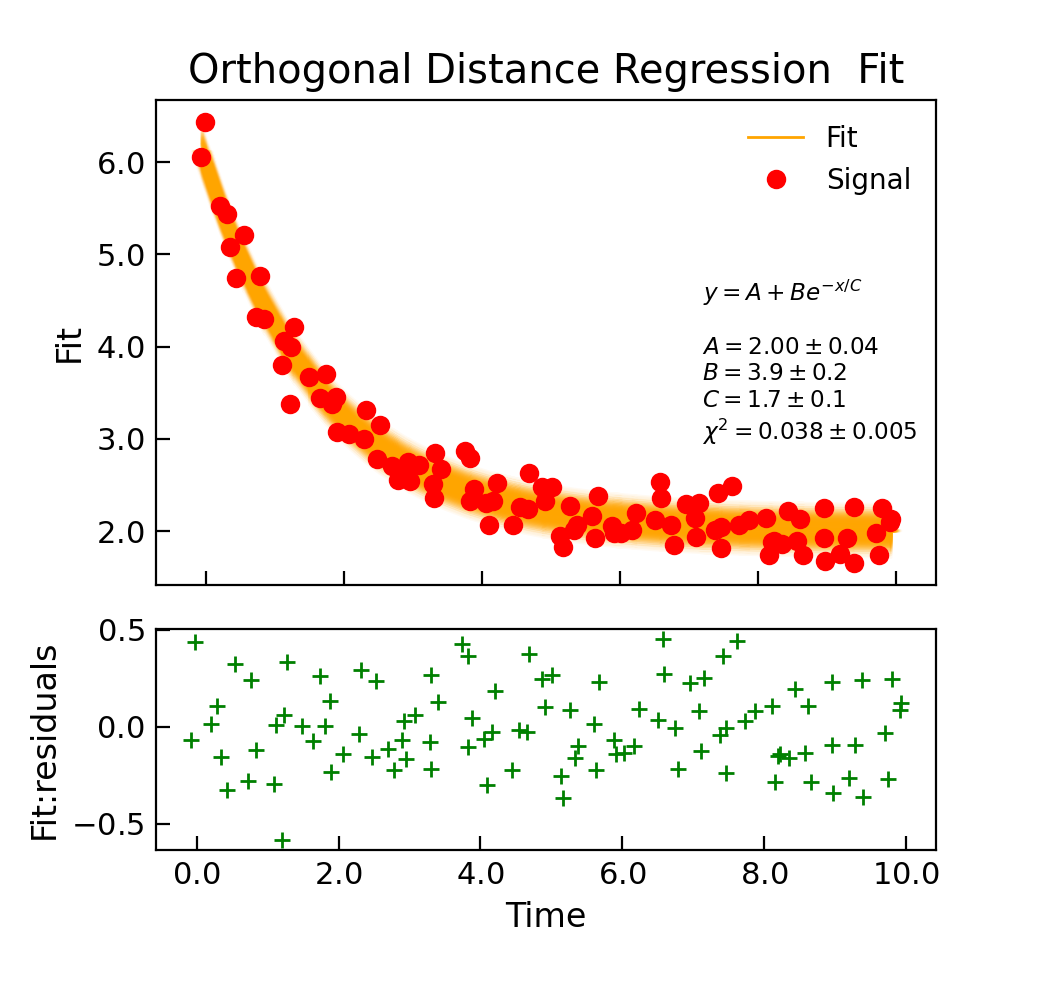 Orthogonal Distance Regression  Fit
Fit
Signal
6.0
5.0
4.0
3.0
2.0
Fit
y = A + Be^{-x/C}
A = 2.00 ± 0.04
B = 3.9 ± 0.2
C = 1.7 ± 0.1
χ² = 0.038 ± 0.005
0.5
0.0
−0.5
Fit:residuals
0.0 2.0 4.0 6.0 8.0 10.0
Time